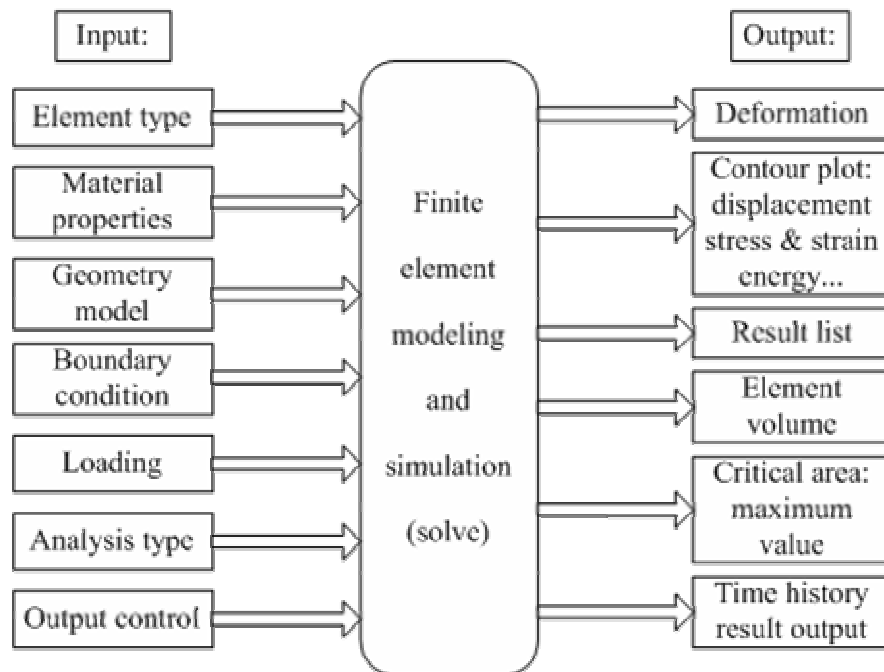 Input:
Element type
Material
properties
Geometry
model
Boundary
condition
Loading
Analysis type
Output control
Finite
element
modeling
and
simulation
(solve)
Output:
Deformation
Contour plot:
displacement
stress & strain
energy...
Result list
Element
volume
Critical area:
maximum
value
Time history
result output